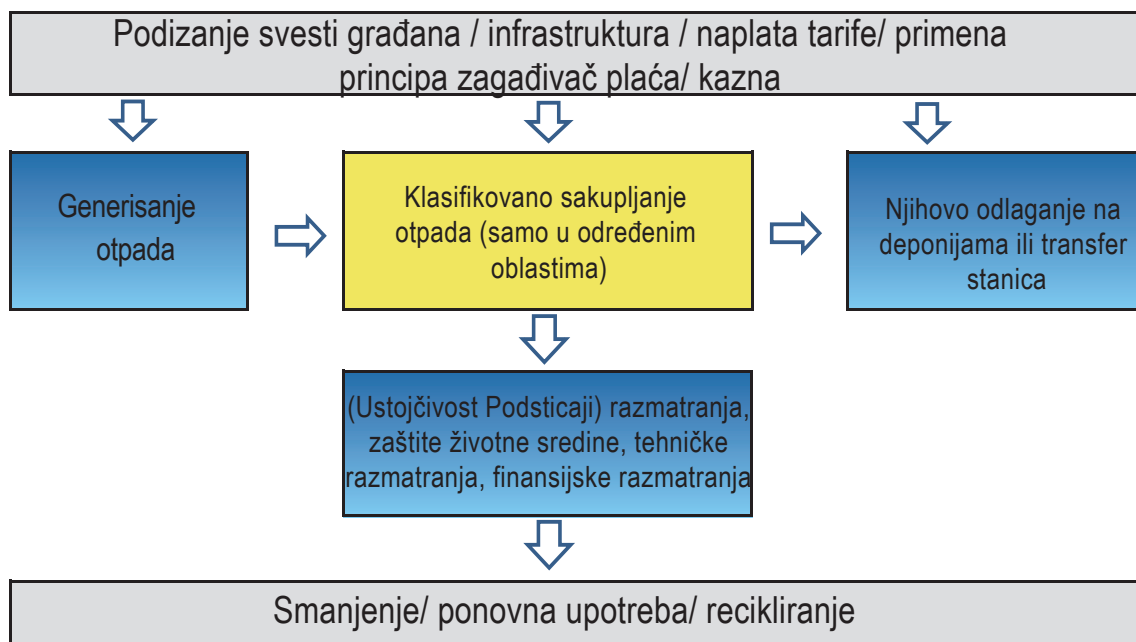 Podizanje svesti građana / infrastruktura / naplata tarife/ primena
principa zagađivač plaća/ kazna
Generisanje
otpada
Klasifikovano sakupljanje
otpada (samo u određenim
oblastima)
Njihovo odlaganje na
deponijama ili transfer
stanica
(Ustojčivost Podsticaji) razmatranja,
zaštite životne sredine, tehničke
razmatranja, finansijske razmatranja
Smanjenje/ ponovna upotreba/ recikliranje